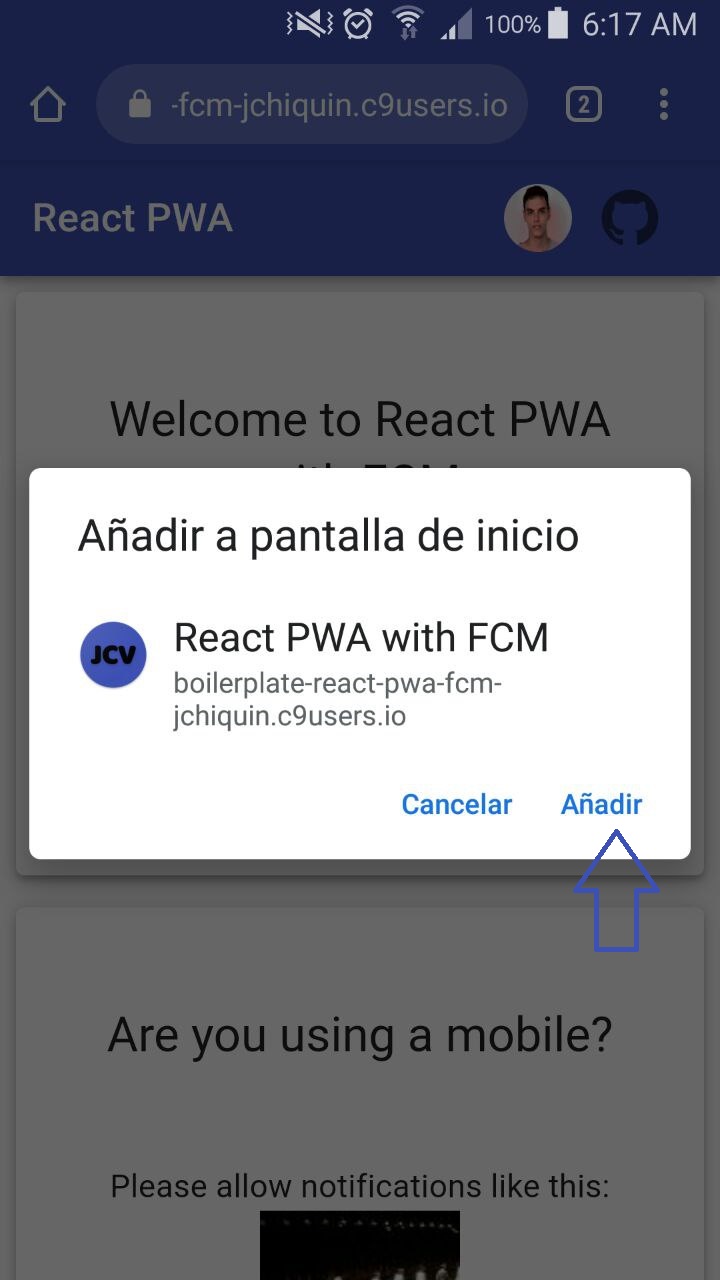 100% 6:17 AM
-fcm-jchiquin.c9users.io 2
React PWA
Welcome to React PWA
with FCM
Añadir a pantalla de inicio
JCV
React PWA with FCM
boilerplate-react-pwa-fcm-
jchiquin.c9users.io
Cancelar Añadir
Are you using a mobile?
Please allow notifications like this: